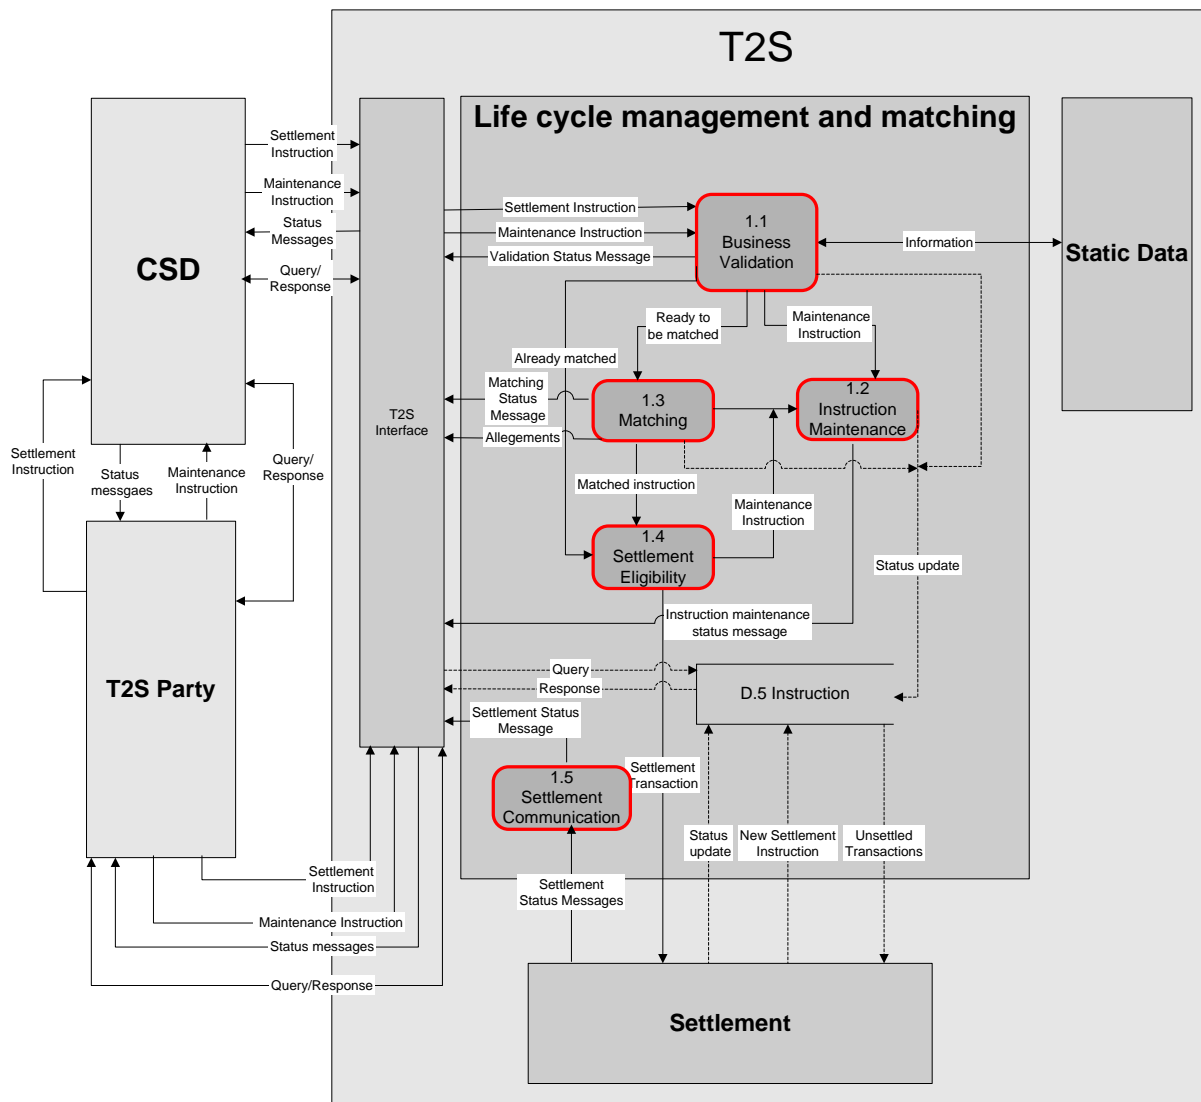 T2S
Life cycle management and matching
CSD
T2S Party
T2S
Interface
Static Data
Settlement
Instruction
Maintenance
Instruction
Status
Messages
Query/
Response
Settlement Instruction
Maintenance Instruction
Validation Status Message
1.1
Business
Validation
Information
Ready to
be matched
Maintenance
Instruction
Already matched
Matching
Status
Message
Allegements
1.3
Matching
1.2
Instruction
Maintenance
Settlement
Instruction
Status
messgaes
Maintenance
Instruction
Query/
Response
Matched instruction
Maintenance
Instruction
1.4
Settlement
Eligibility
Status update
Instruction maintenance
status message
Query
Response
D.5 Instruction
Settlement Status
Message
1.5
Settlement
Communication
Settlement
Transaction
Status
update
New Settlement
Instruction
Unsettled
Transactions
Settlement
Instruction
Maintenance Instruction
Status messages
Query/Response
Settlement
Status Messages
Settlement